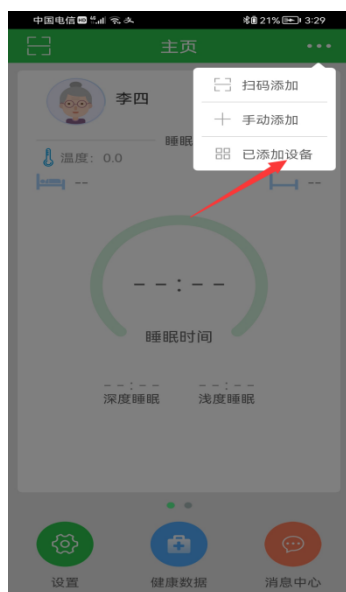 中国电信 HD 4G 21% 3:29
主页
扫码添加
李四
手动添加
睡眠
已添加设备
温度：0.0
-- --
--:--
睡眠时间
--:-- --:--
深度睡眠 浅度睡眠
设置 健康数据 消息中心